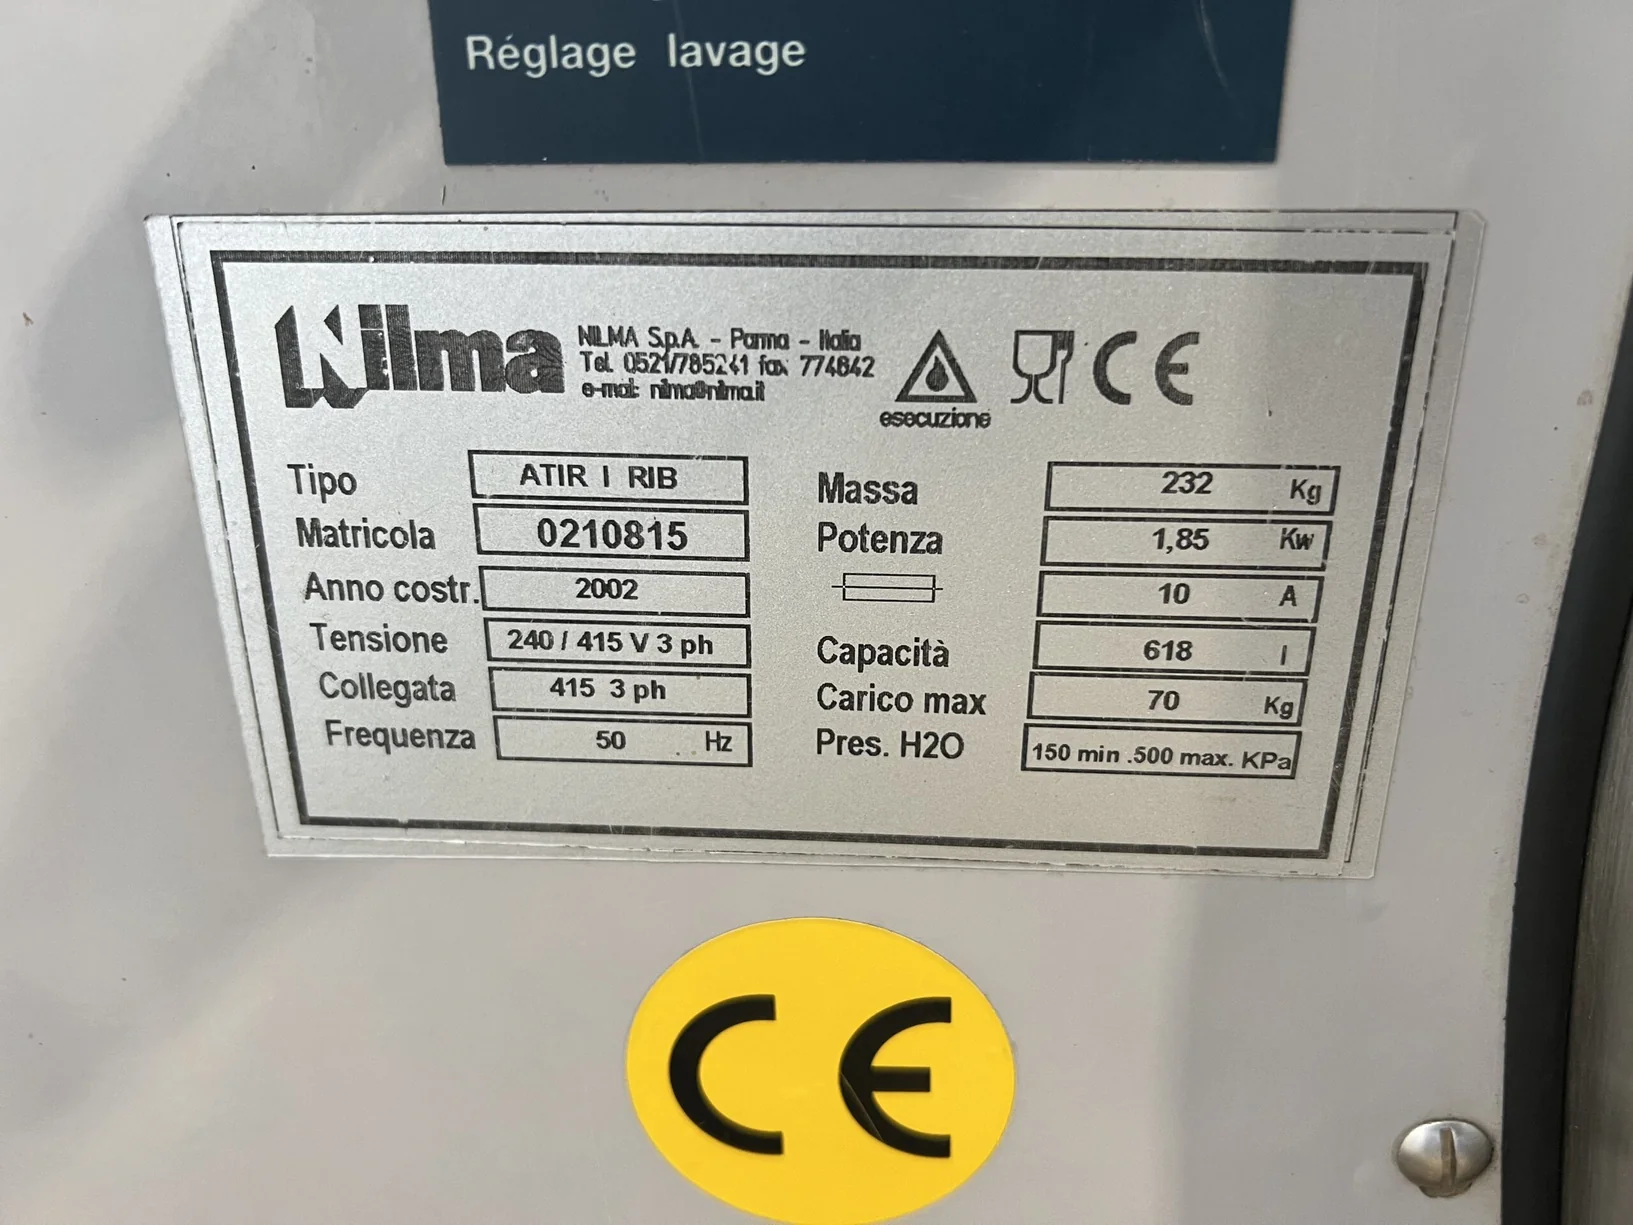 Réglage lavage
Nilma
NILMA S.p.A. - Parma - Italia
Tel. 0521/785241 fax 774642
e-mail: nilma@nilma.it
esecuzione
CE
Tipo ATIR I RIB
Matricola 0210815
Anno costr. 2002
Tensione 240 / 415 V 3 ph
Collegata 415 3 ph
Frequenza 50 Hz
Massa 232 Kg
Potenza 1,85 Kw
10 A
Capacità 618 l
Carico max 70 Kg
Pres. H2O 150 min .500 max. KPa
CE